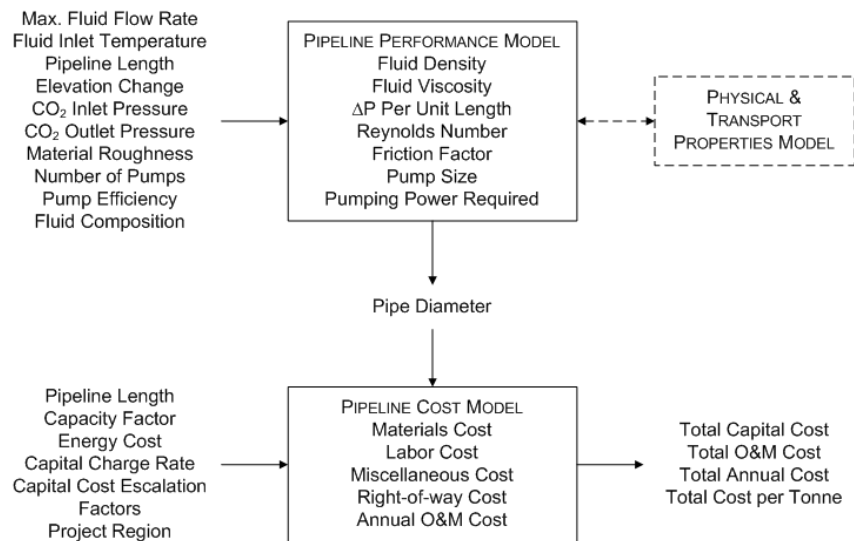 Max. Fluid Flow Rate
Fluid Inlet Temperature
Pipeline Length
Elevation Change
CO₂ Inlet Pressure
CO₂ Outlet Pressure
Material Roughness
Number of Pumps
Pump Efficiency
Fluid Composition
PIPELINE PERFORMANCE MODEL
Fluid Density
Fluid Viscosity
ΔP Per Unit Length
Reynolds Number
Friction Factor
Pump Size
Pumping Power Required
PHYSICAL &
TRANSPORT
PROPERTIES MODEL
Pipe Diameter
Pipeline Length
Capacity Factor
Energy Cost
Capital Charge Rate
Capital Cost Escalation
Factors
Project Region
PIPELINE COST MODEL
Materials Cost
Labor Cost
Miscellaneous Cost
Right-of-way Cost
Annual O&M Cost
Total Capital Cost
Total O&M Cost
Total Annual Cost
Total Cost per Tonne